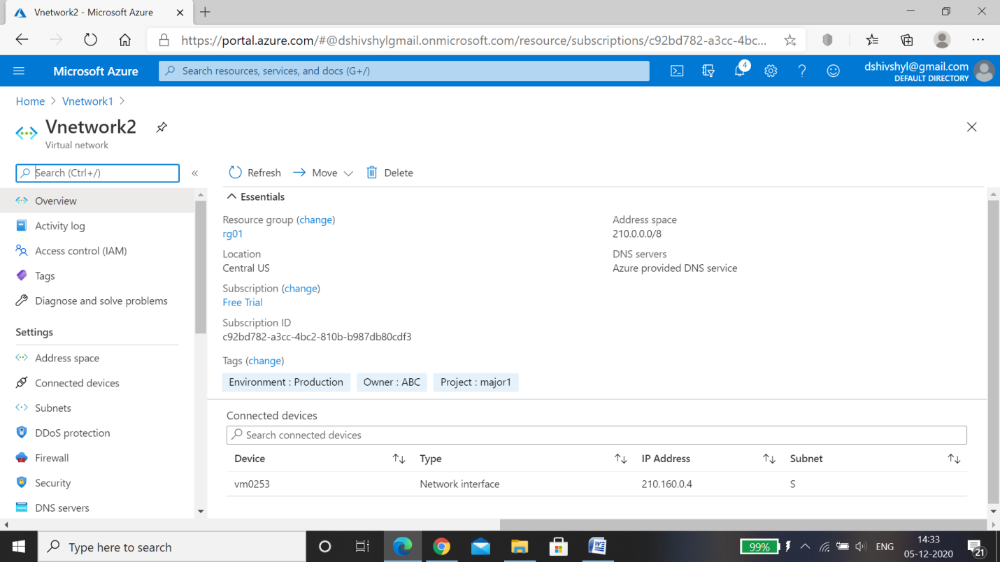 Vnetwork2 - Microsoft Azure
https://portal.azure.com/#@dshivshylgmail.onmicrosoft.com/resource/subscriptions/c92bd782-a3cc-4bc...
Microsoft Azure
Search resources, services, and docs (G+/)
4
dshivshyl@gmail.com
DEFAULT DIRECTORY
Home > Vnetwork1 >
Vnetwork2
Virtual network
Search (Ctrl+/)
«
Overview
Activity log
Access control (IAM)
Tags
Diagnose and solve problems
Settings
Address space
Connected devices
Subnets
DDoS protection
Firewall
Security
DNS servers
Refresh Move Delete
Essentials
Resource group (change)
rg01
Location
Central US
Subscription (change)
Free Trial
Subscription ID
c92bd782-a3cc-4bc2-810b-b987db80cdf3
Address space
210.0.0.0/8
DNS servers
Azure provided DNS service
Tags (change)
Environment : Production Owner : ABC Project : major1
Connected devices
Search connected devices
Device Type IP Address Subnet
vm0253 Network interface 210.160.0.4 S
Type here to search
99%
ENG
14:33
05-12-2020
21